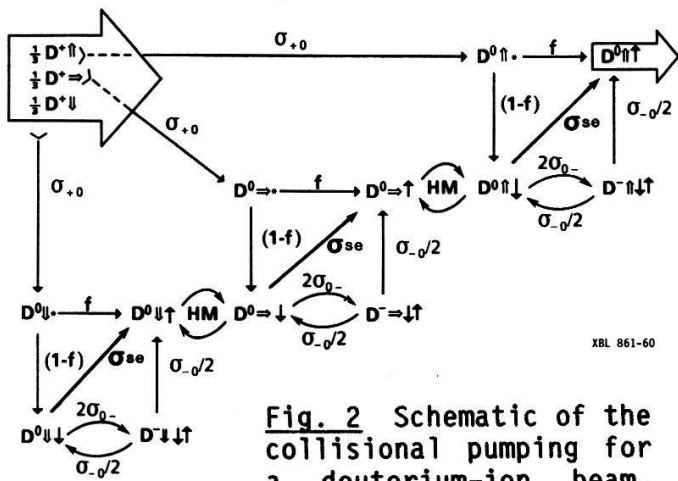 σ₊₀ D⁰⇑· f D⁰⇑↑
⅓ D⁺⇑
⅓ D⁺⇒
⅓ D⁺⇓
σ₊₀ (1-f) σse σ₋₀/2
σ₊₀ D⁰⇒· f D⁰⇒↑ HM D⁰⇑↓ 2σ₀₋ D⁻⇑↓↑
σ₋₀/2
(1-f) σse σ₋₀/2
D⁰⇓· f D⁰⇓↑ HM D⁰⇒↓ 2σ₀₋ D⁻⇒↓↑
σ₋₀/2
XBL 861-60
(1-f) σse σ₋₀/2
D⁰⇓↓ 2σ₀₋ D⁻⇓↓↑
σ₋₀/2
Fig. 2 Schematic of the
collisional pumping for
a deuterium-ion beam.